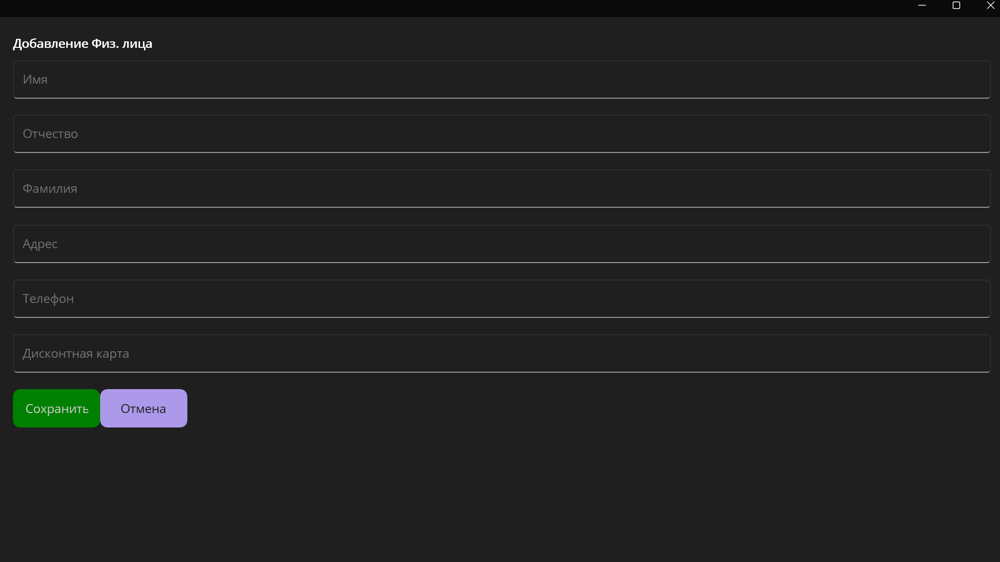 Добавление Физ. лица
Имя
Отчество
Фамилия
Адрес
Телефон
Дисконтная карта
Сохранить
Отмена